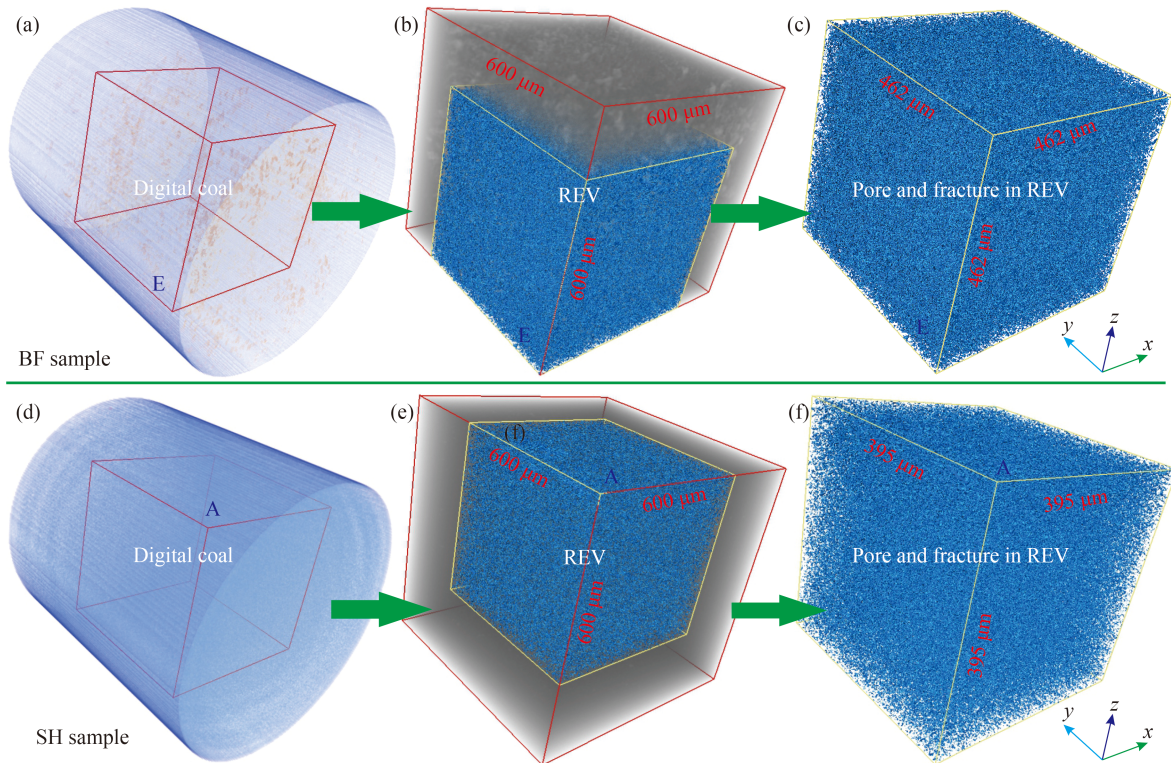 (a)
Digital coal
E
BF sample
(b)
600 μm
600 μm
REV
600 μm
E
(c)
462 μm
462 μm
Pore and fracture in REV
462 μm
E
z
y
x
(d)
A
Digital coal
SH sample
(e)
(f)
600 μm
A
600 μm
REV
600 μm
(f)
395 μm
A
395 μm
Pore and fracture in REV
395 μm
z
y
x